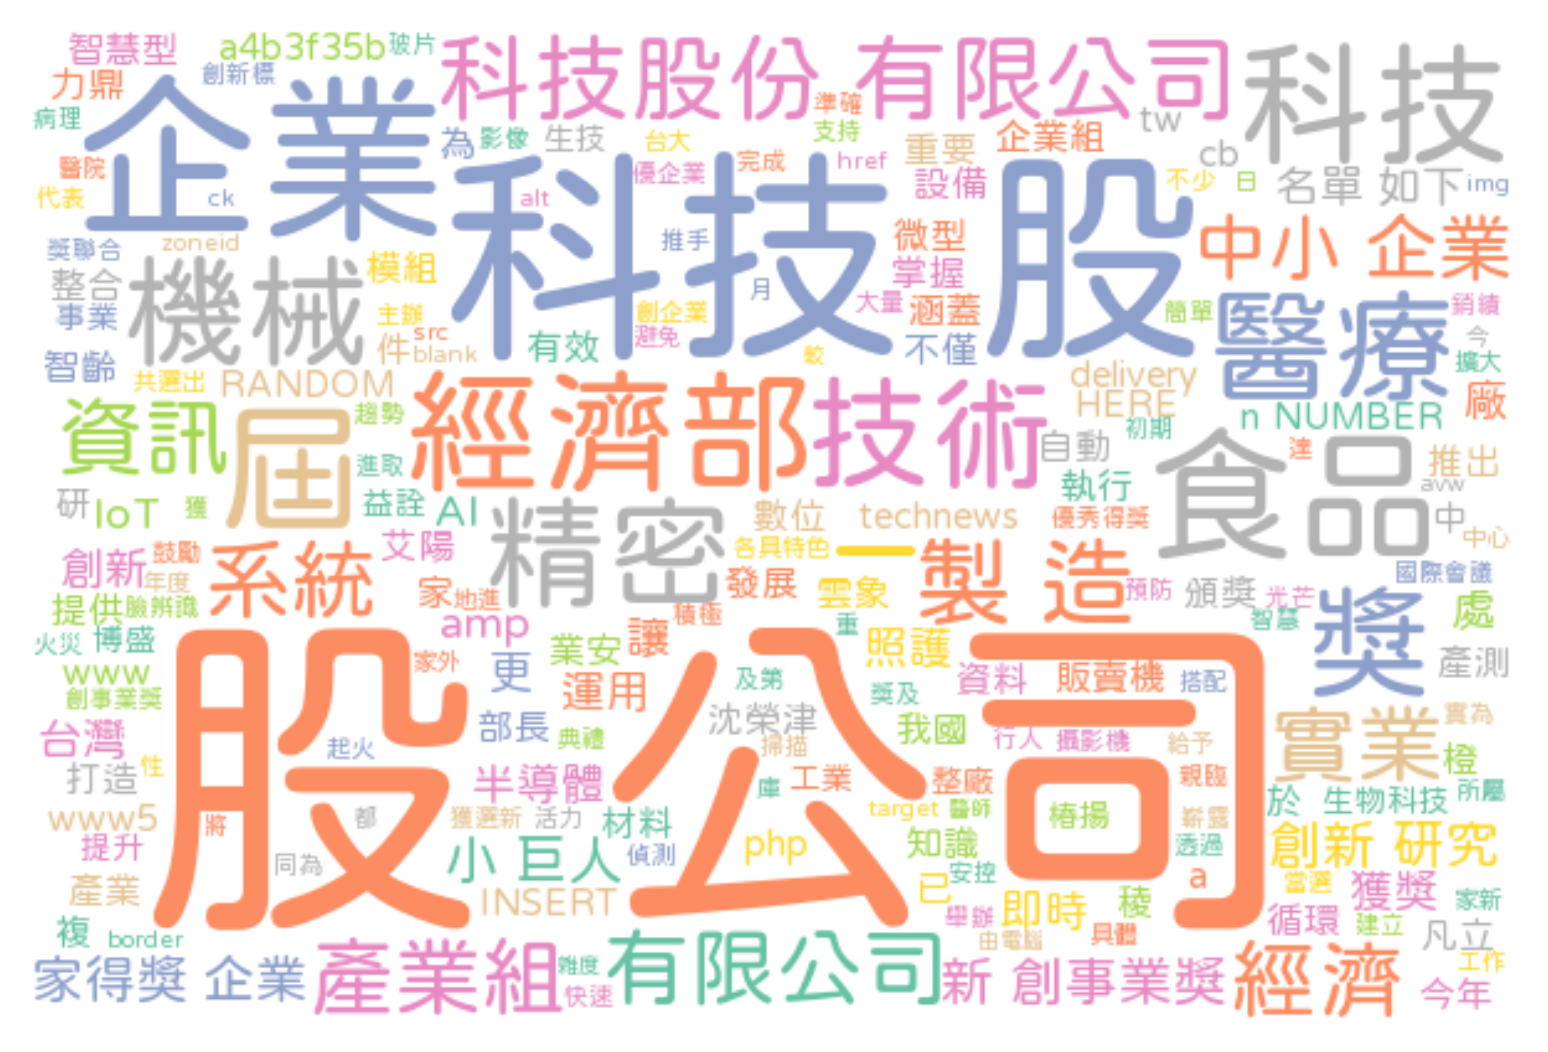 智慧型 a4b3f35b 玻片 科技股份 有限公司 科技
力鼎 創新標 企業 準確 tw
病理 為 影像 生技 台大 支持 重要 企業組 cb
醫院 優企業 完成 href 設備 不少 日 名單 如下 img
代表 ck alt 科技 股
獎聯合 zoneid 推手 微型 中小 企業
整合 機械 模組 月 掌握
事業 主辦 src 創企業 大量 涵蓋 簡單 醫療 銷績
智齡 件 blank 有效 避免 較 不僅 今
共選出 RANDOM delivery 擴大
資訊 屆 趨勢 經濟部 技術 HERE n NUMBER 廠
進取 自動 初期 食品 達 推出
研 IoT 獲 益詮 AI 精密 數位 technews 執行 優秀得獎 avw 中
創新 鼓勵 系統 艾陽 各具特色 一 製 造 中心
年度 家 地進 發展 雲象 預防 頒獎 光芒 國際會議
提供 臉辨識 amp 積極 重 智慧 獎 處
火災 博盛 家外 業安 讓 照護 產測
www 股 更 公司 及第 資料 販賣機 搭配
創事業獎 運用 獎及
台灣 起火 部長 典禮 沈榮津 我國 行人 攝影機 給予 實業 實為
打造 性 半導體 掃描 工業 整廠 親臨 橙
www5 將 都 獲選新 活力 材料 庫 target 醫師 椿揚 嶄露 於 生物科技 所屬
提升 同為 小 巨人 偵測 php 知識 透過 創新 研究
產業 INSERT 已 安控 即時 稜 a 當選 獲獎 家新
複 border 舉辦 由電腦 具體 循環 建立 凡立
家得獎 企業 產業組 難度 快速 有限公司 新 創事業獎 經濟 工作 今年